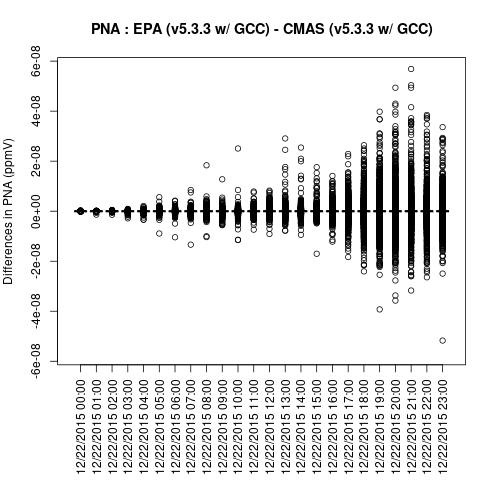 PNA : EPA (v5.3.3 w/ GCC) - CMAS (v5.3.3 w/ GCC)
Differences in PNA (ppmV)
6e-08
4e-08
2e-08
0e+00
-2e-08
-4e-08
-6e-08
12/22/2015 00:00
12/22/2015 01:00
12/22/2015 02:00
12/22/2015 03:00
12/22/2015 04:00
12/22/2015 05:00
12/22/2015 06:00
12/22/2015 07:00
12/22/2015 08:00
12/22/2015 09:00
12/22/2015 10:00
12/22/2015 11:00
12/22/2015 12:00
12/22/2015 13:00
12/22/2015 14:00
12/22/2015 15:00
12/22/2015 16:00
12/22/2015 17:00
12/22/2015 18:00
12/22/2015 19:00
12/22/2015 20:00
12/22/2015 21:00
12/22/2015 22:00
12/22/2015 23:00